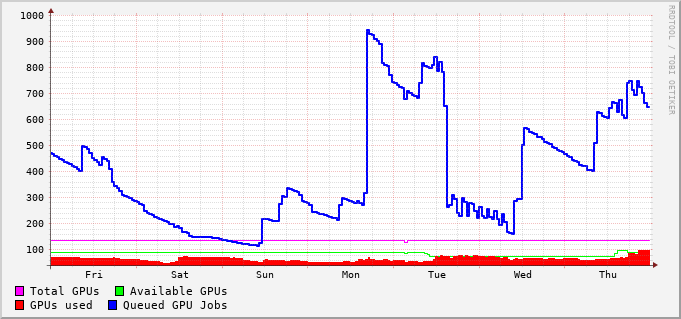 1000
900
800
700
600
500
400
300
200
100
Fri Sat Sun Mon Tue Wed Thu
Total GPUs Available GPUs
GPUs used Queued GPU Jobs
RRDTOOL / TOBI OETIKER